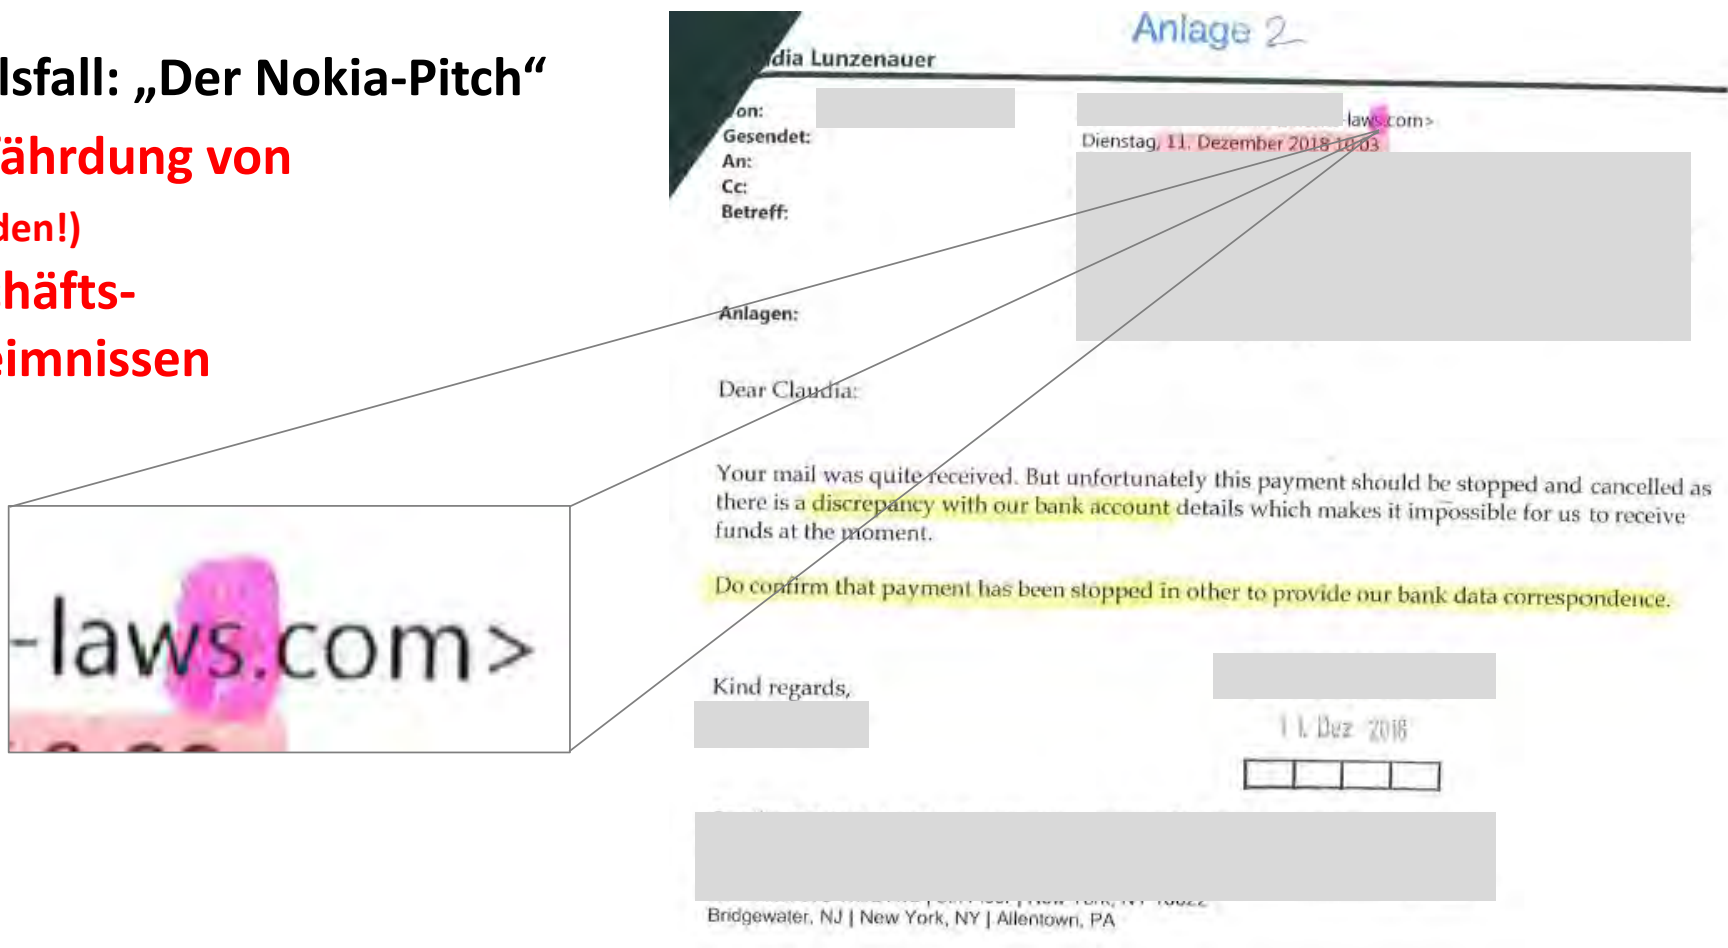 lsfall: „Der Nokia-Pitch“
fährdung von
den!)
häfts-
eimnissen
Anlage 2
dia Lunzenauer
on:
-laws.com>
Gesendet:
Dienstag, 11. Dezember 2018 10:03
An:
Cc:
Betreff:
Anlagen:
Dear Claudia:
Your mail was quite received. But unfortunately this payment should be stopped and cancelled as
there is a discrepancy with our bank account details which makes it impossible for us to receive
funds at the moment.
Do confirm that payment has been stopped in other to provide our bank data correspondence.
-laws.com>
Kind regards,
11. Dez 2018
Bridgewater, NJ | New York, NY | Allentown, PA